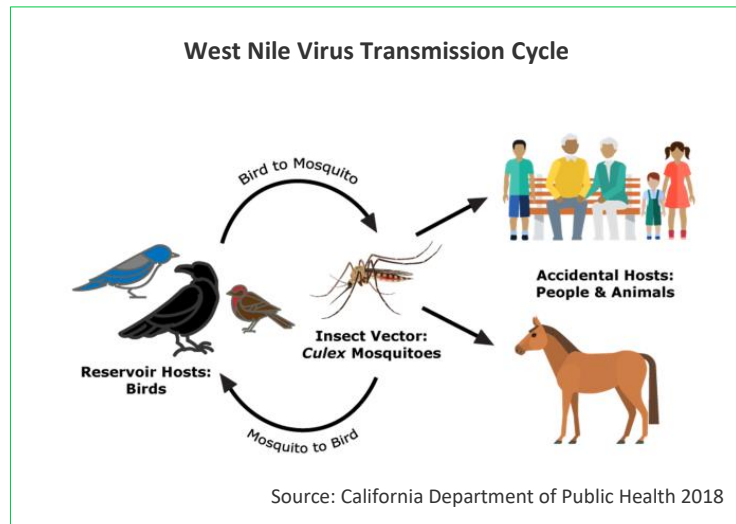 West Nile Virus Transmission Cycle
Bird to Mosquito
Accidental Hosts:
People & Animals
Insect Vector:
Culex Mosquitoes
Reservoir Hosts:
Birds
Mosquito to Bird
Source: California Department of Public Health 2018